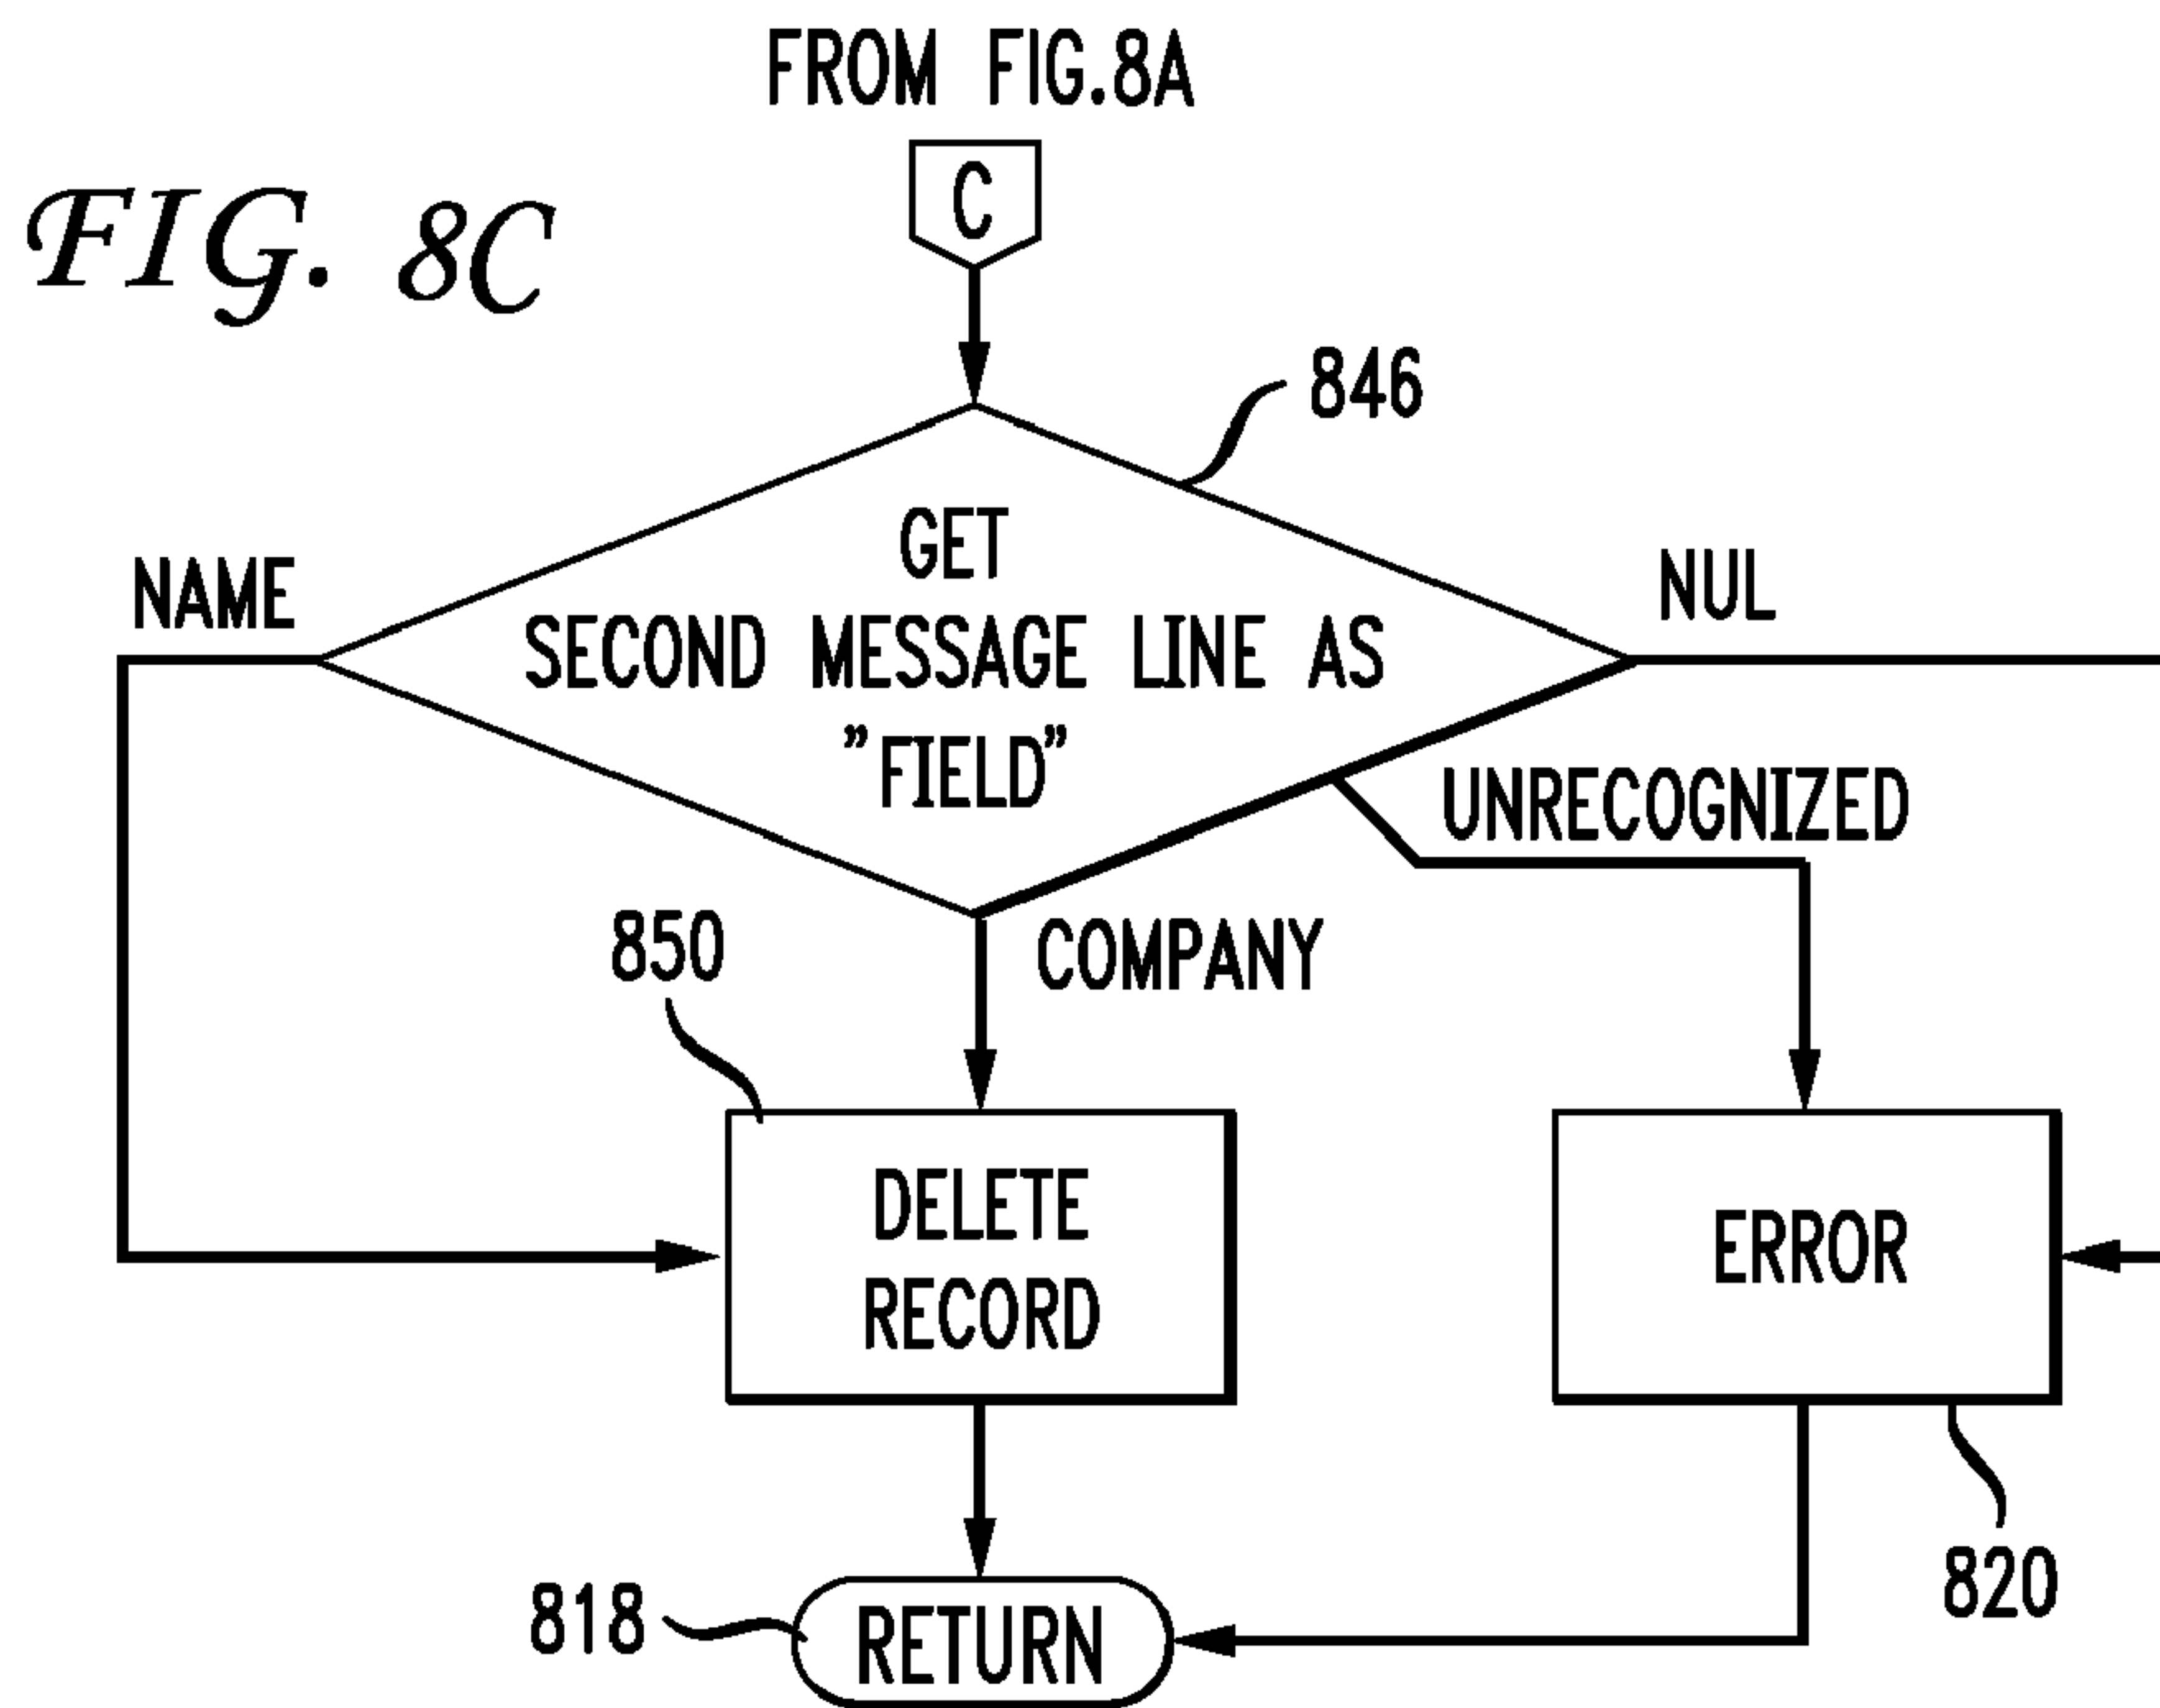 FROM FIG.8A
C
FIG. 8C
846
GET
SECOND MESSAGE LINE AS
"FIELD"
NAME
NUL
UNRECOGNIZED
COMPANY
850
DELETE
RECORD
ERROR
820
818
RETURN